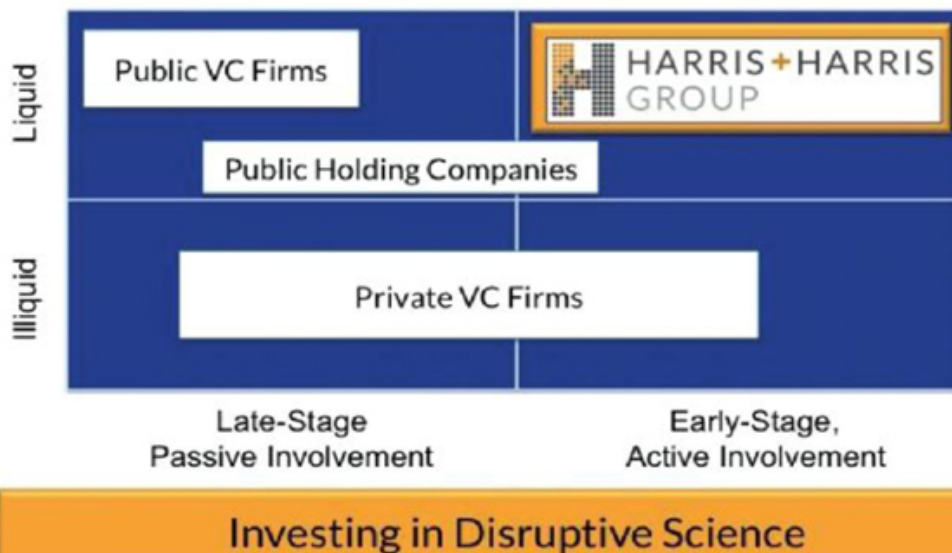 Liquid
Public VC Firms
HARRIS+HARRIS
GROUP
Public Holding Companies
Illiquid
Private VC Firms
Late-Stage
Passive Involvement
Early-Stage,
Active Involvement
Investing in Disruptive Science